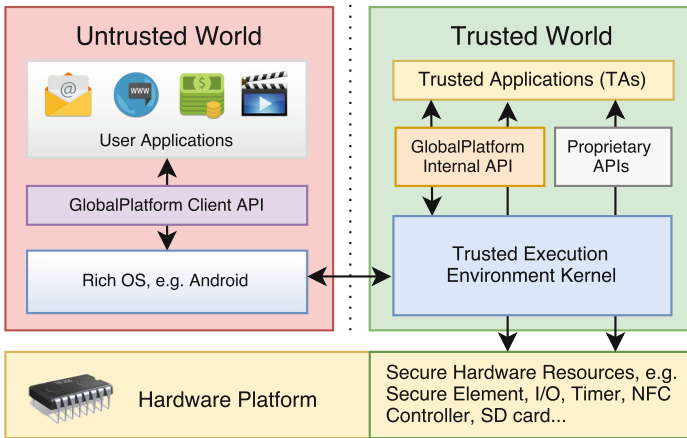 Untrusted World
@
WWW
$
User Applications
GlobalPlatform Client API
Rich OS, e.g. Android
Trusted World
Trusted Applications (TAs)
GlobalPlatform
Internal API
Proprietary
APIs
Trusted Execution
Environment Kernel
Hardware Platform
Secure Hardware Resources, e.g.
Secure Element, I/O, Timer, NFC
Controller, SD card...